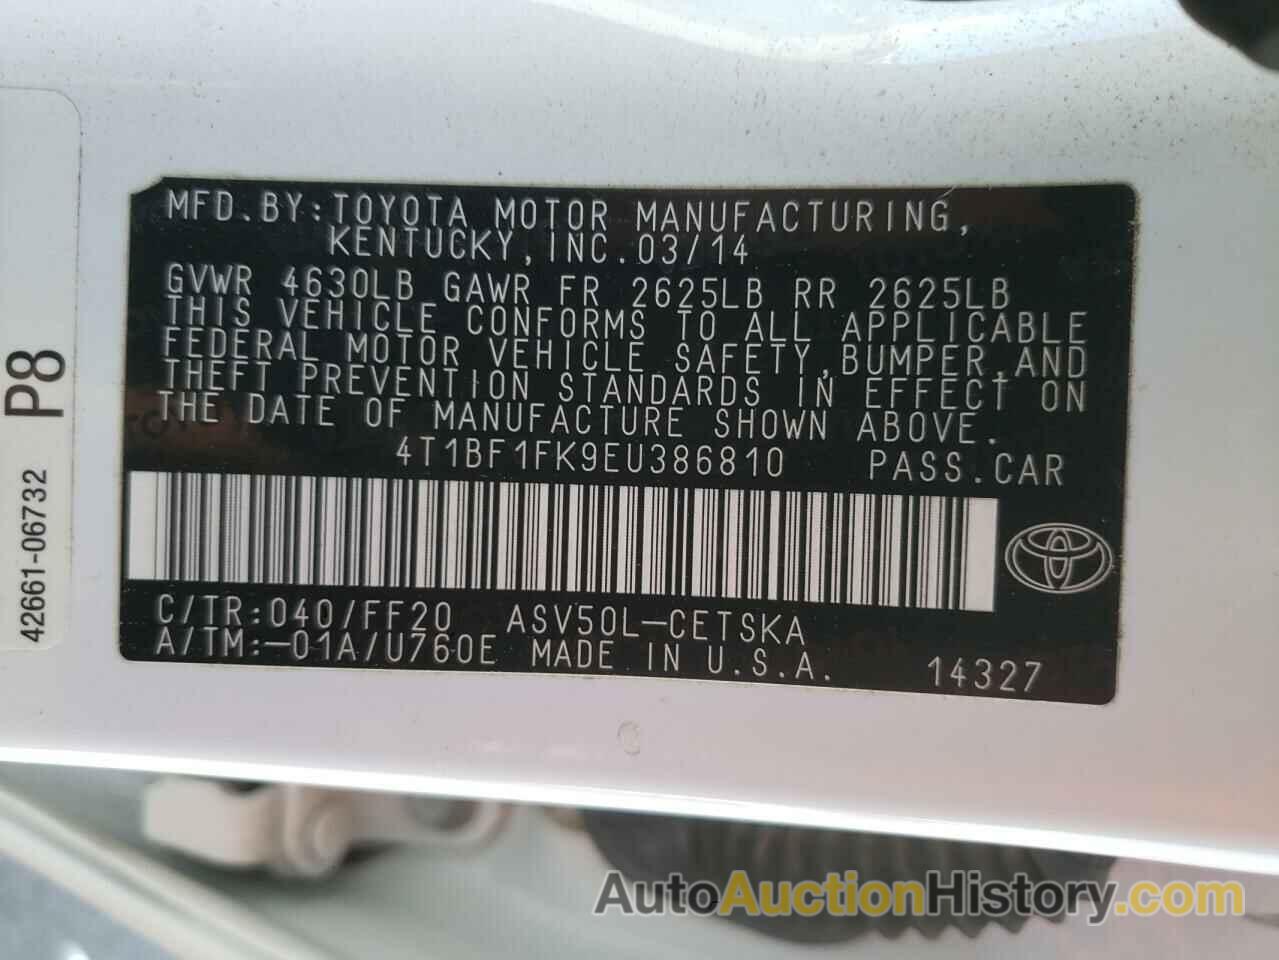 MFD.BY:TOYOTA MOTOR MANUFACTURING,
KENTUCKY,INC.03/14
GVWR 4630LB GAWR FR 2625LB RR 2625LB
THIS VEHICLE CONFORMS TO ALL APPLICABLE
FEDERAL MOTOR VEHICLE SAFETY,BUMPER,AND
THEFT PREVENTION STANDARDS IN EFFECT ON
THE DATE OF MANUFACTURE SHOWN ABOVE.
4T1BF1FK9EU386810 PASS.CAR
C/TR:040/FF20 ASV50L-CETSKA
A/TM:-01A/U760E MADE IN U.S.A. 14327
P8
42661-06732
AutoAuctionHistory.com